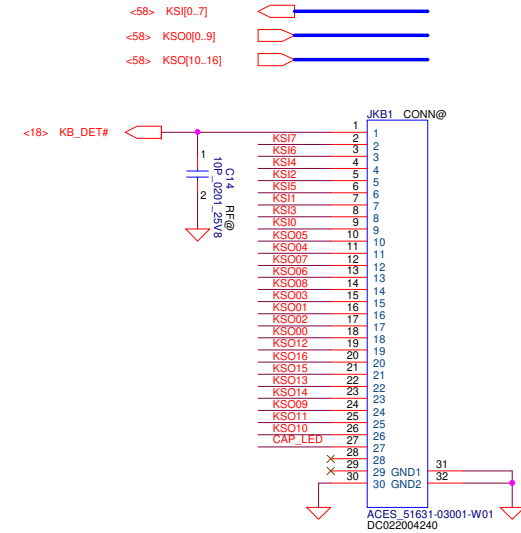 <58> KSI[0..7]
<58> KSO0[0..9]
<58> KSO[10..16]
JKB1 CONN@
<18> KB_DET#
1 1
KSI7 2 2
KSI6 3 3
KSI4 4 4
KSI2 5 5
KSI5 6 6
KSI1 7 7
KSI3 8 8
KSI0 9 9
KSO05 10 10
KSO04 11 11
KSO07 12 12
KSO06 13 13
KSO08 14 14
KSO03 15 15
KSO01 16 16
KSO02 17 17
KSO00 18 18
KSO12 19 19
KSO16 20 20
KSO15 21 21
KSO13 22 22
KSO14 23 23
KSO09 24 24
KSO11 25 25
KSO10 26 26
CAP_LED 27 27
28 28
29 29 GND1 31
30 30 GND2 32
1
2
C14 RF@
10P_0201_25V8
ACES_51631-03001-W01
DC022004240